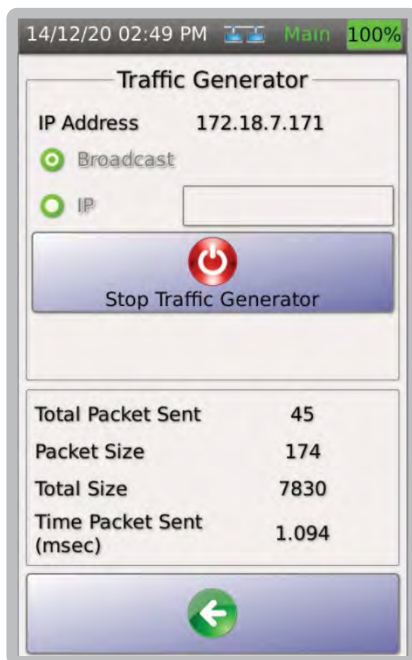 14/12/20 02:49 PM Main 100%
Traffic Generator
IP Address 172.18.7.171
Broadcast
IP
Stop Traffic Generator
Total Packet Sent 45
Packet Size 174
Total Size 7830
Time Packet Sent
(msec) 1.094